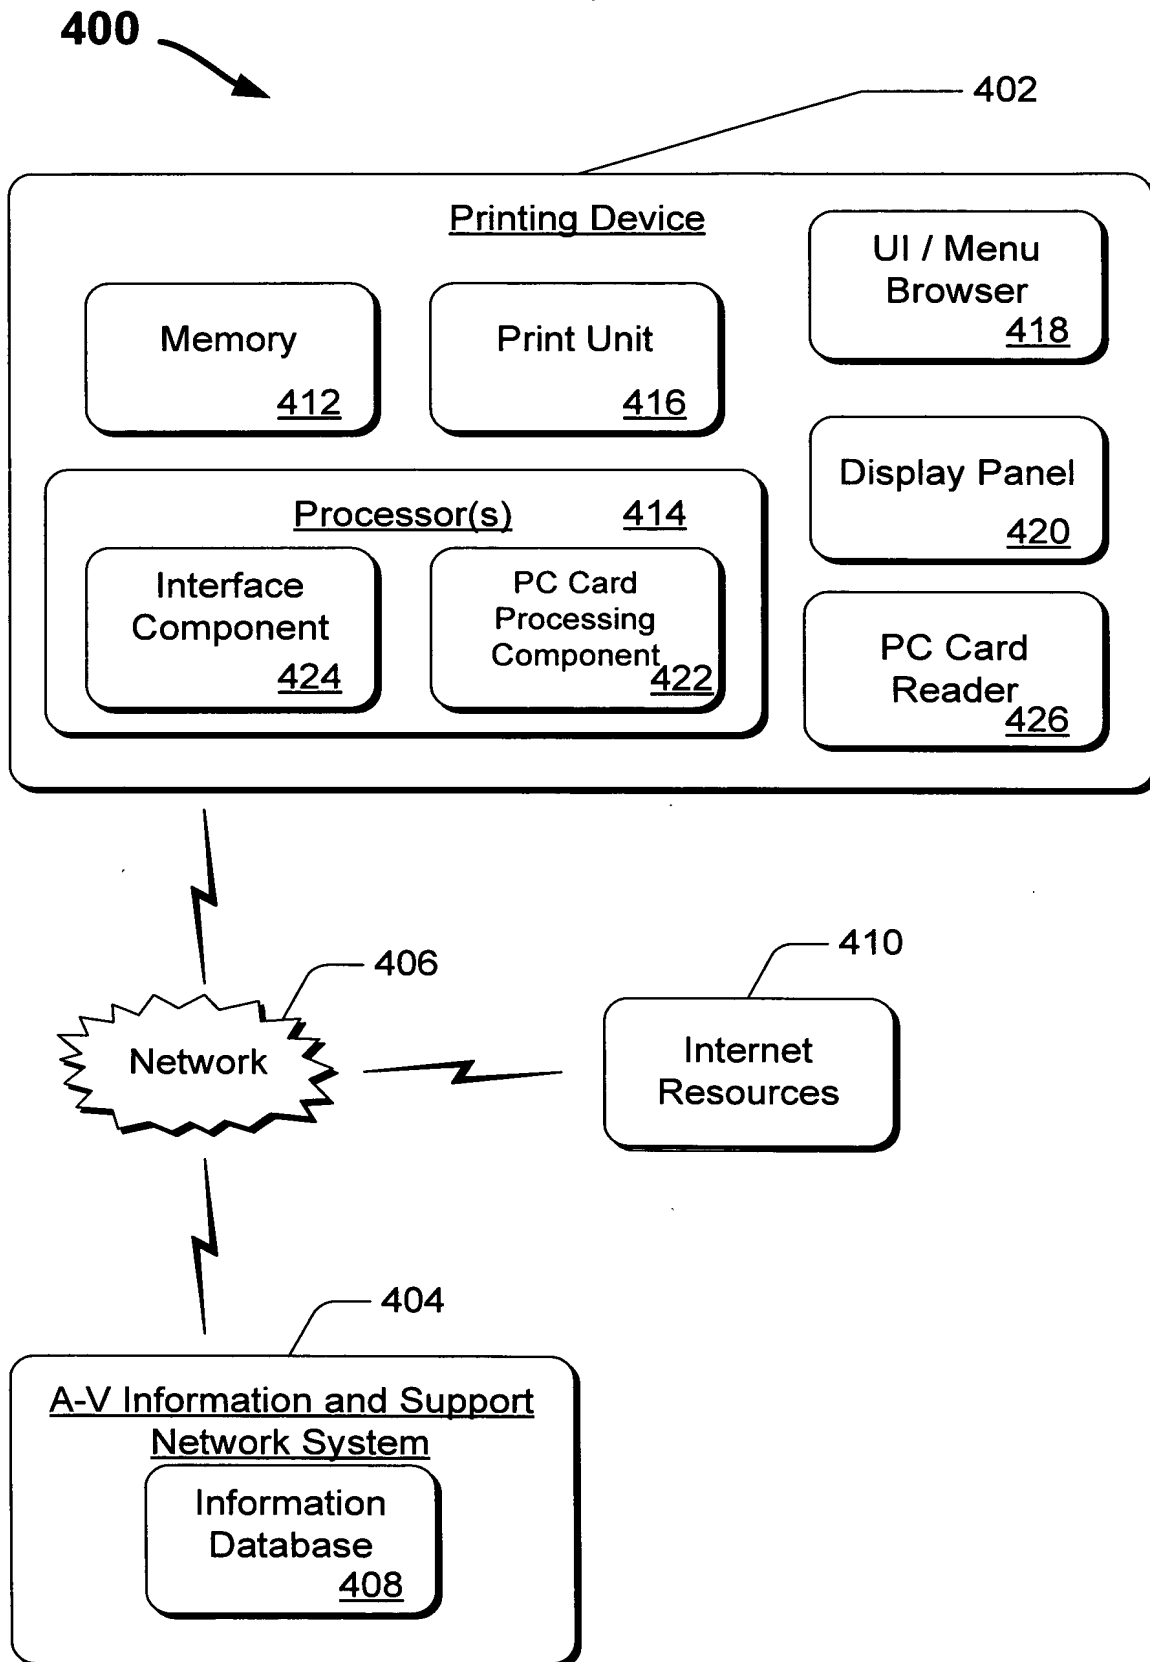 400
402
Printing Device
UI / Menu
Browser
418
Memory
412
Print Unit
416
Display Panel
420
Processor(s) 414
Interface
Component
424
PC Card
Processing
Component
422
PC Card
Reader
426
406
Network
410
Internet
Resources
404
A-V Information and Support
Network System
Information
Database
408